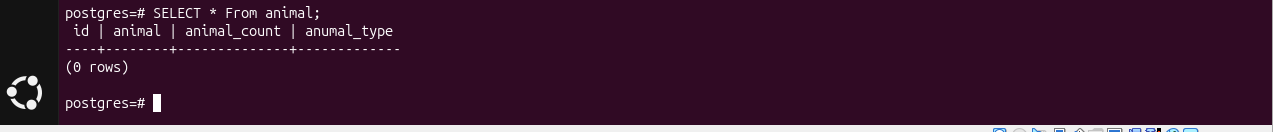 postgres=# SELECT * From animal;
 id | animal | animal_count | anumal_type
----+--------+--------------+-------------
(0 rows)
postgres=#